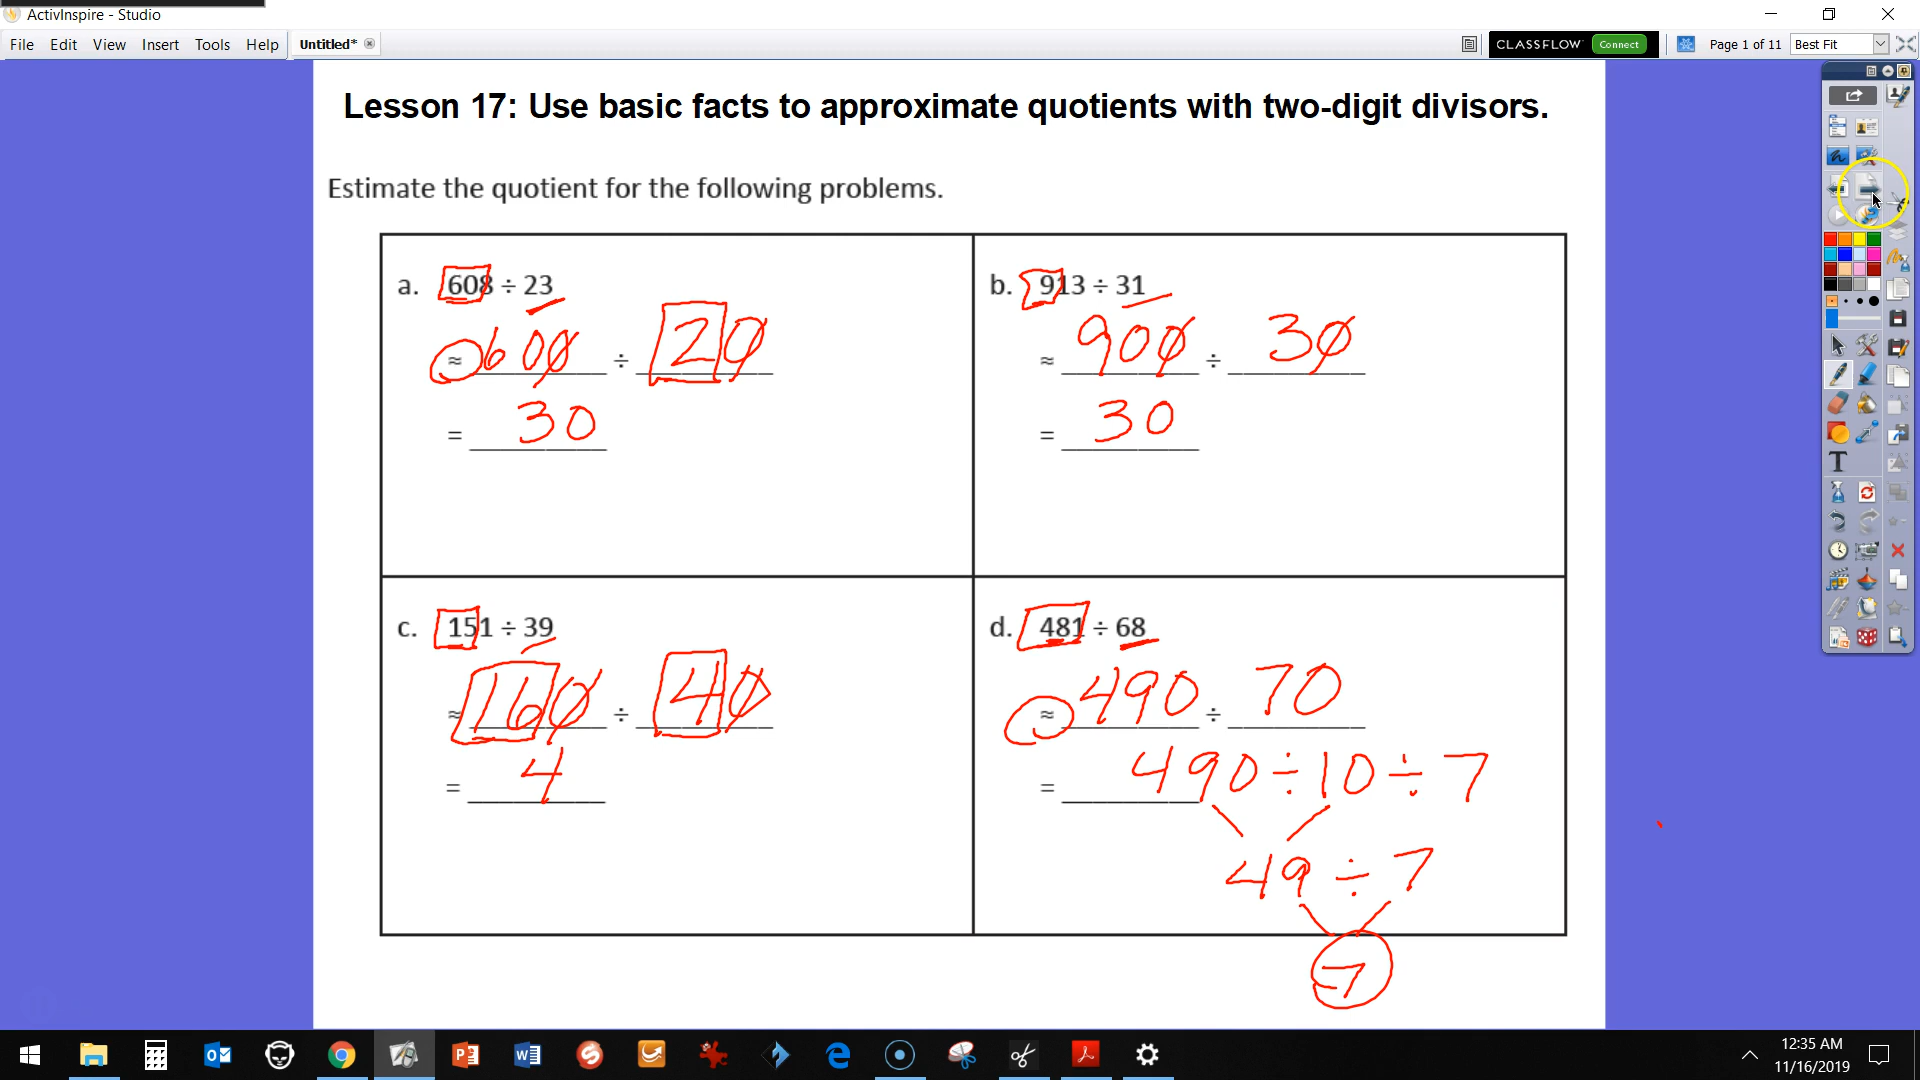 ActivInspire - Studio
File Edit View Insert Tools Help Untitled* CLASSFLOW Connect Page 1 of 11 Best Fit
Lesson 17: Use basic facts to approximate quotients with two-digit divisors.
Estimate the quotient for the following problems.
a. 608 ÷ 23
≈ 600 ÷ 20
= 30
b. 913 ÷ 31
≈ 900 ÷ 30
= 30
c. 151 ÷ 39
≈ 160 ÷ 40
= 4
d. 481 ÷ 68
≈ 490 ÷ 70
= 490 ÷ 10 ÷ 7
49 ÷ 7
7
12:35 AM
11/16/2019